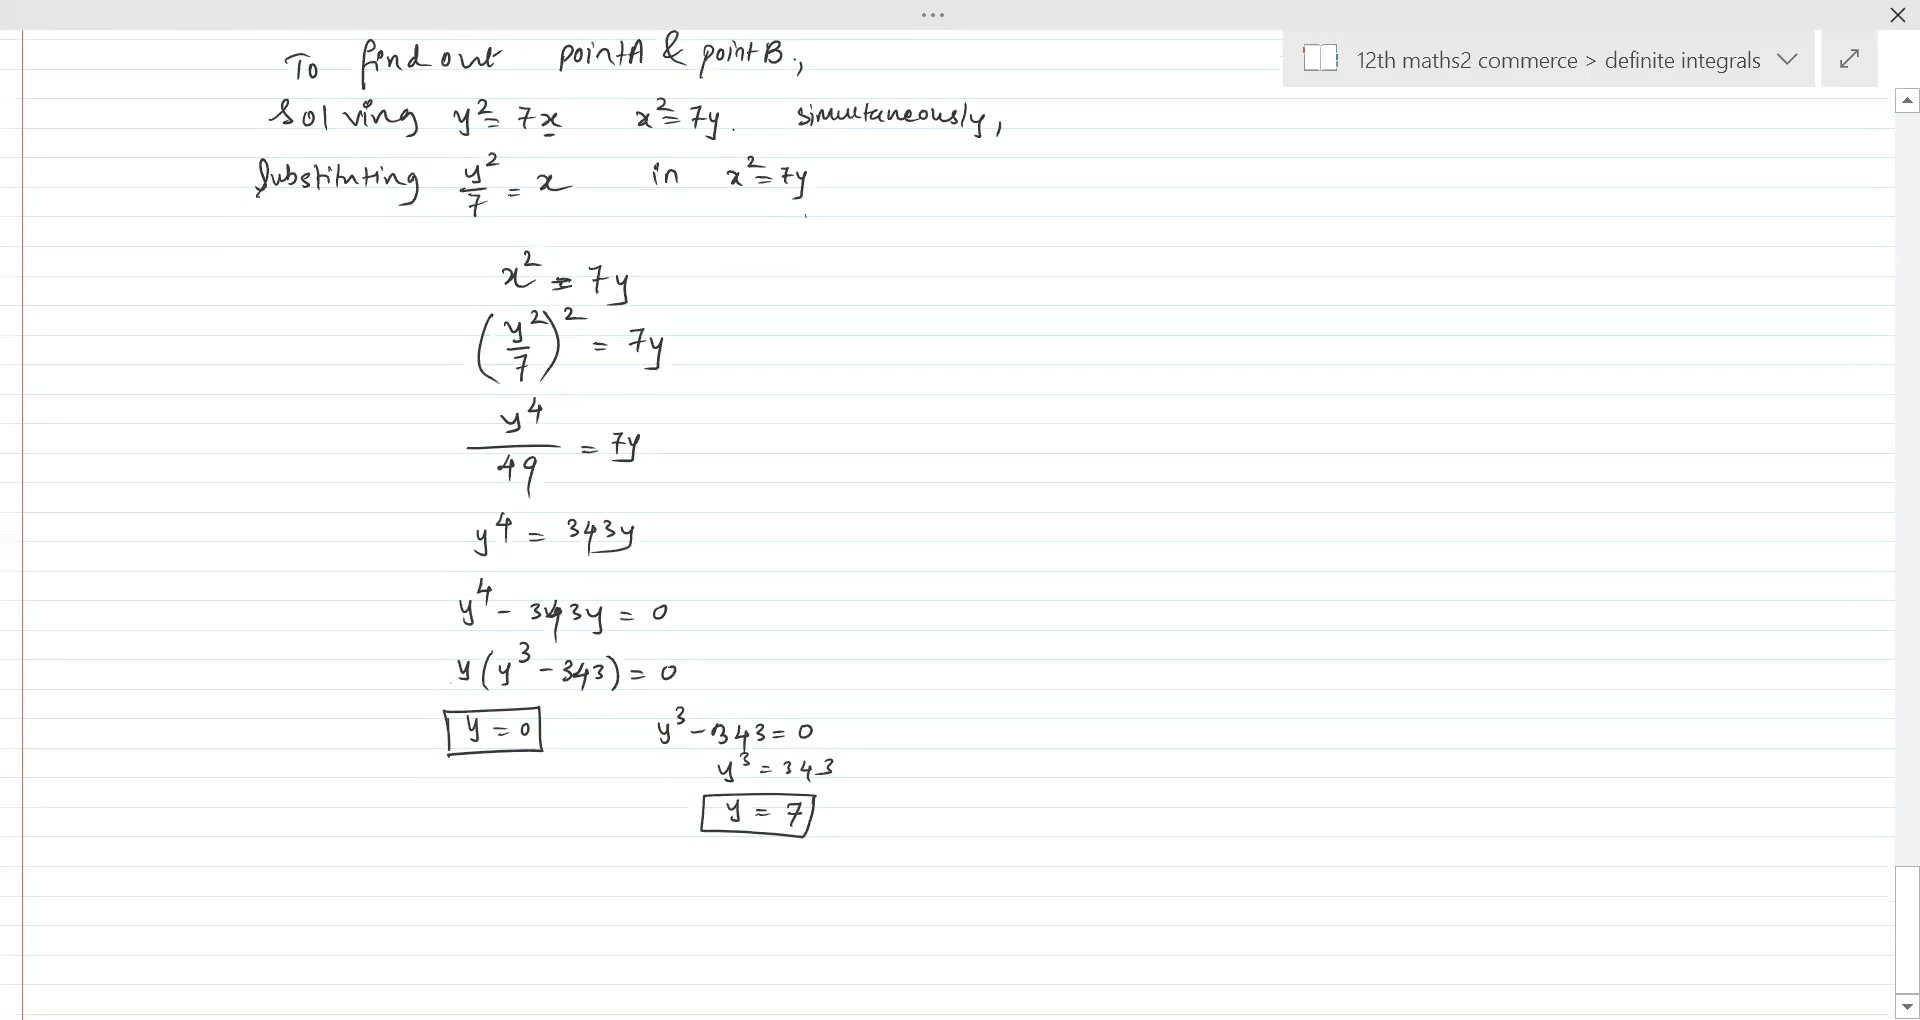 12th maths2 commerce > definite integrals
To find out point A & point B,
Solving y² = 7x x² = 7y. simultaneously,
Substituting y²/7 = x in x² = 7y
x² = 7y
(y²/7)² = 7y
y⁴/49 = 7y
y⁴ = 343y
y⁴ - 343y = 0
y(y³ - 343) = 0
y = 0 y³ - 343 = 0
y³ = 343
y = 7